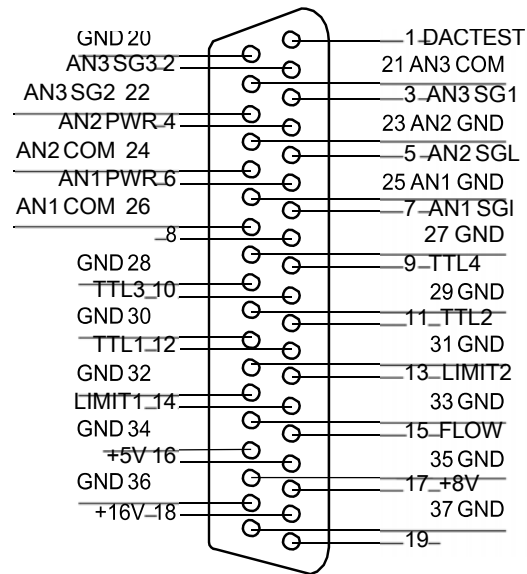 GND 20
1 DACTEST
AN3 SG3 2
21 AN3 COM
AN3 SG2 22
3 AN3 SG1
AN2 PWR 4
23 AN2 GND
AN2 COM 24
5 AN2 SGL
AN1 PWR 6
25 AN1 GND
AN1 COM 26
7 AN1 SGI
8
27 GND
GND 28
9 TTL4
TTL3 10
29 GND
GND 30
11 TTL2
TTL1 12
31 GND
GND 32
13 LIMIT2
LIMIT1 14
33 GND
GND 34
15 FLOW
+5V 16
35 GND
GND 36
17 +8V
+16V 18
37 GND
19